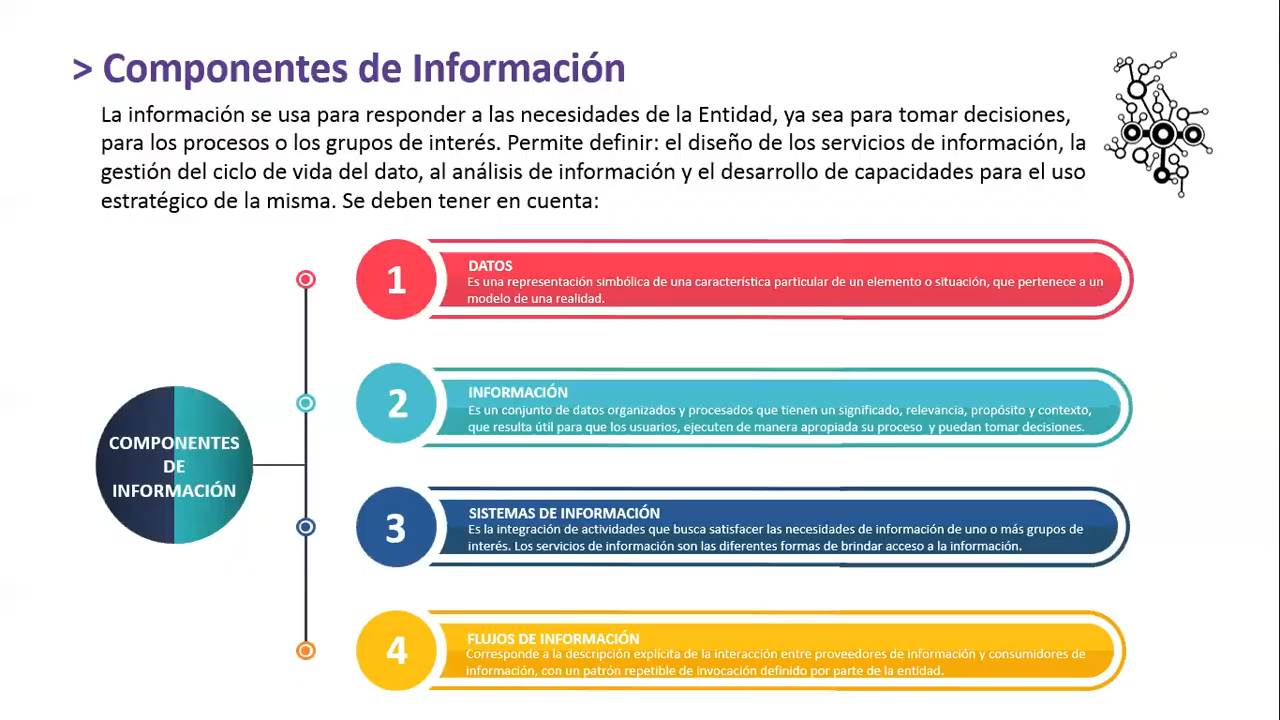 > Componentes de Información
La información se usa para responder a las necesidades de la Entidad, ya sea para tomar decisiones,
para los procesos o los grupos de interés. Permite definir: el diseño de los servicios de información, la
gestión del ciclo de vida del dato, al análisis de información y el desarrollo de capacidades para el uso
estratégico de la misma. Se deben tener en cuenta:
COMPONENTES
DE
INFORMACIÓN
1
DATOS
Es una representación simbólica de una característica particular de un elemento o situación, que pertenece a un
modelo de una realidad.
2
INFORMACIÓN
Es un conjunto de datos organizados y procesados que tienen un significado, relevancia, propósito y contexto,
que resulta útil para que los usuarios, ejecuten de manera apropiada su proceso y puedan tomar decisiones.
3
SISTEMAS DE INFORMACIÓN
Es la integración de actividades que busca satisfacer las necesidades de información de uno o más grupos de
interés. Los servicios de información son las diferentes formas de brindar acceso a la información.
4
FLUJOS DE INFORMACIÓN
Corresponde a la descripción explícita de la interacción entre proveedores de información y consumidores de
información, con un patrón repetible de invocación definido por parte de la entidad.